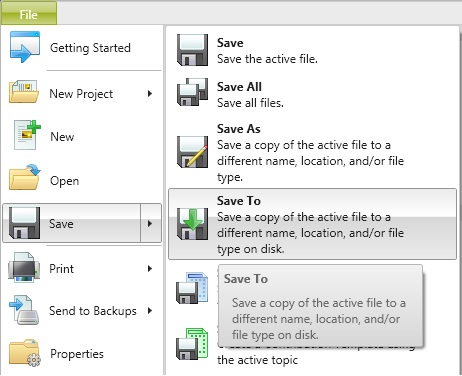 File
Getting Started
New Project
New
Open
Save
Print
Send to Backups
Properties
Save
Save the active file.
Save All
Save all files.
Save As
Save a copy of the active file to a
different name, location, and/or file
type.
Save To
Save a copy of the active file to a
different name, location, and/or file
type on disk.
Save To
Save a copy of the active file to a
different name, location, and/or
file type on disk.
the active topic